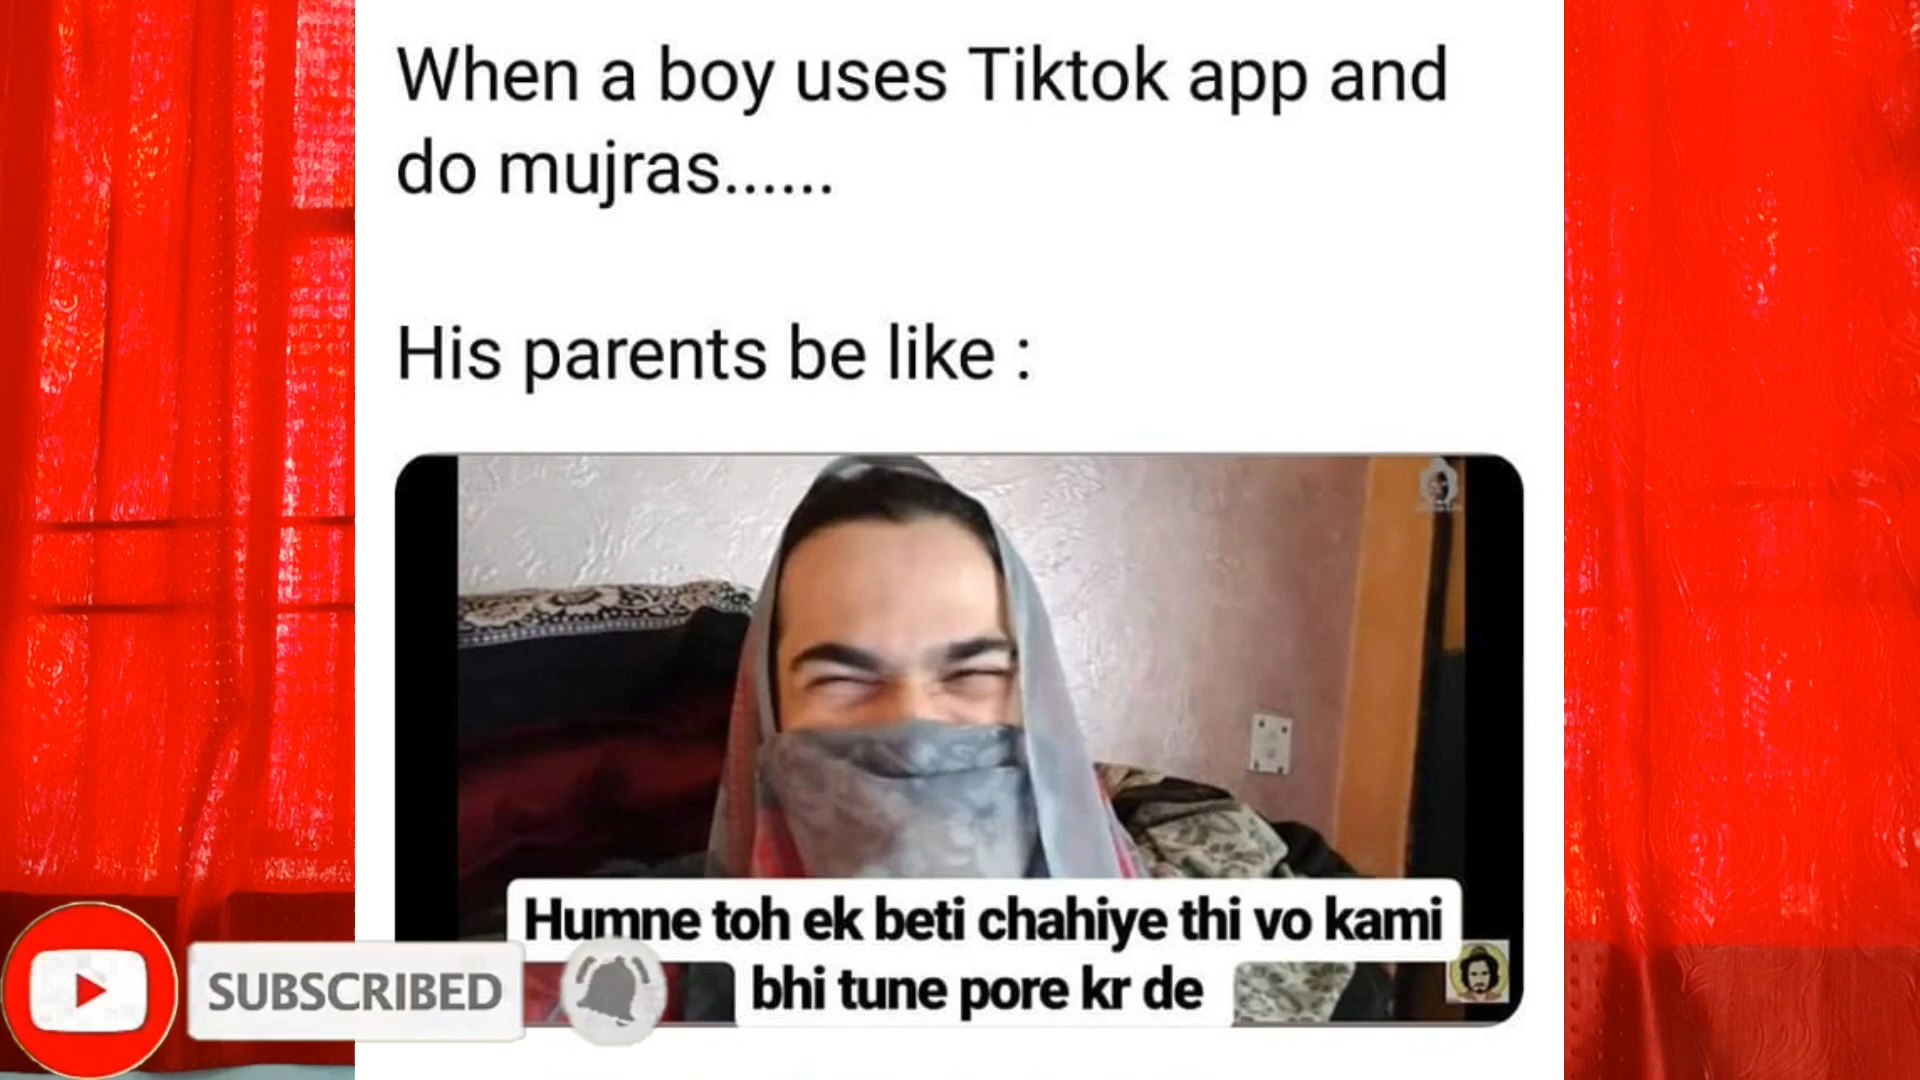 When a boy uses Tiktok app and
do mujras......
His parents be like :
Humne toh ek beti chahiye thi vo kami
bhi tune pore kr de
SUBSCRIBED